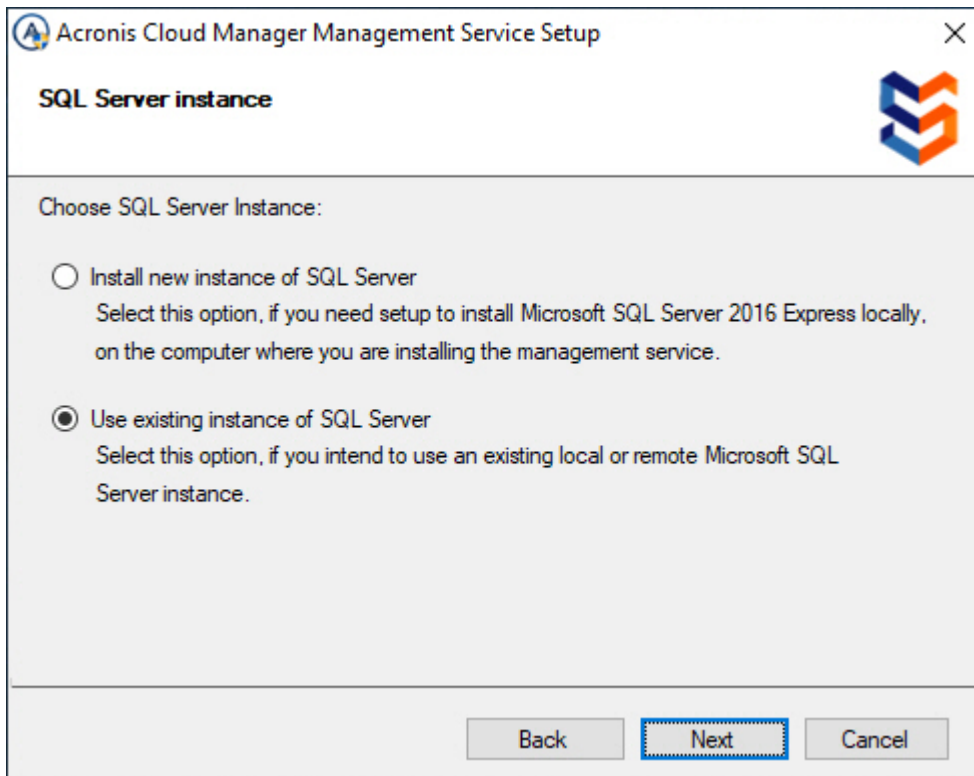 Acronis Cloud Manager Management Service Setup
SQL Server instance
Choose SQL Server Instance:
Install new instance of SQL Server
Select this option, if you need setup to install Microsoft SQL Server 2016 Express locally,
on the computer where you are installing the management service.
Use existing instance of SQL Server
Select this option, if you intend to use an existing local or remote Microsoft SQL
Server instance.
Back
Next
Cancel